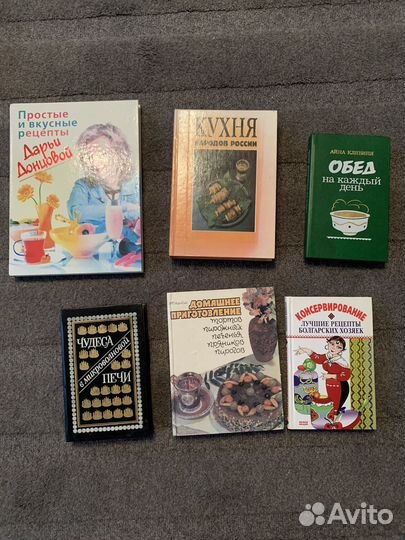 Простые
и вкусные
рецепты
Дарьи
Донцовой
КУХНЯ
НАРОДОВ РОССИИ
ОБЕД
на каждый
день
ЧУДЕСА
в микроволновой
ПЕЧИ
ДОМАШНЕЕ
ПРИГОТОВЛЕНИЕ
тортов
пирожных
печенья
пряников
пирогов
КОНСЕРВИРОВАНИЕ
ЛУЧШИЕ РЕЦЕПТЫ
БОЛГАРСКИХ ХОЗЯЕК
Avito